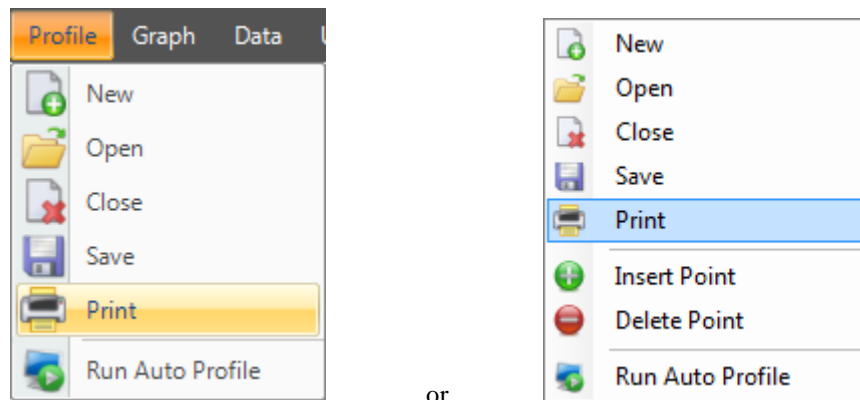 Profile Graph Data
New
Open
Close
Save
Print
Run Auto Profile
or
New
Open
Close
Save
Print
Insert Point
Delete Point
Run Auto Profile